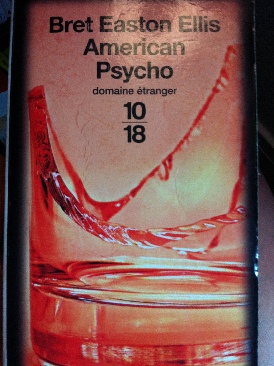 Bret Easton Ellis
American
Psycho
domaine étranger
10
18